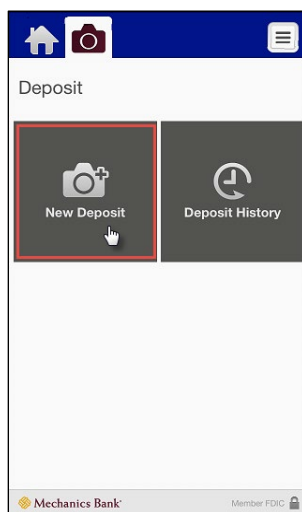 Deposit
New Deposit
Deposit History
Mechanics Bank
Member FDIC